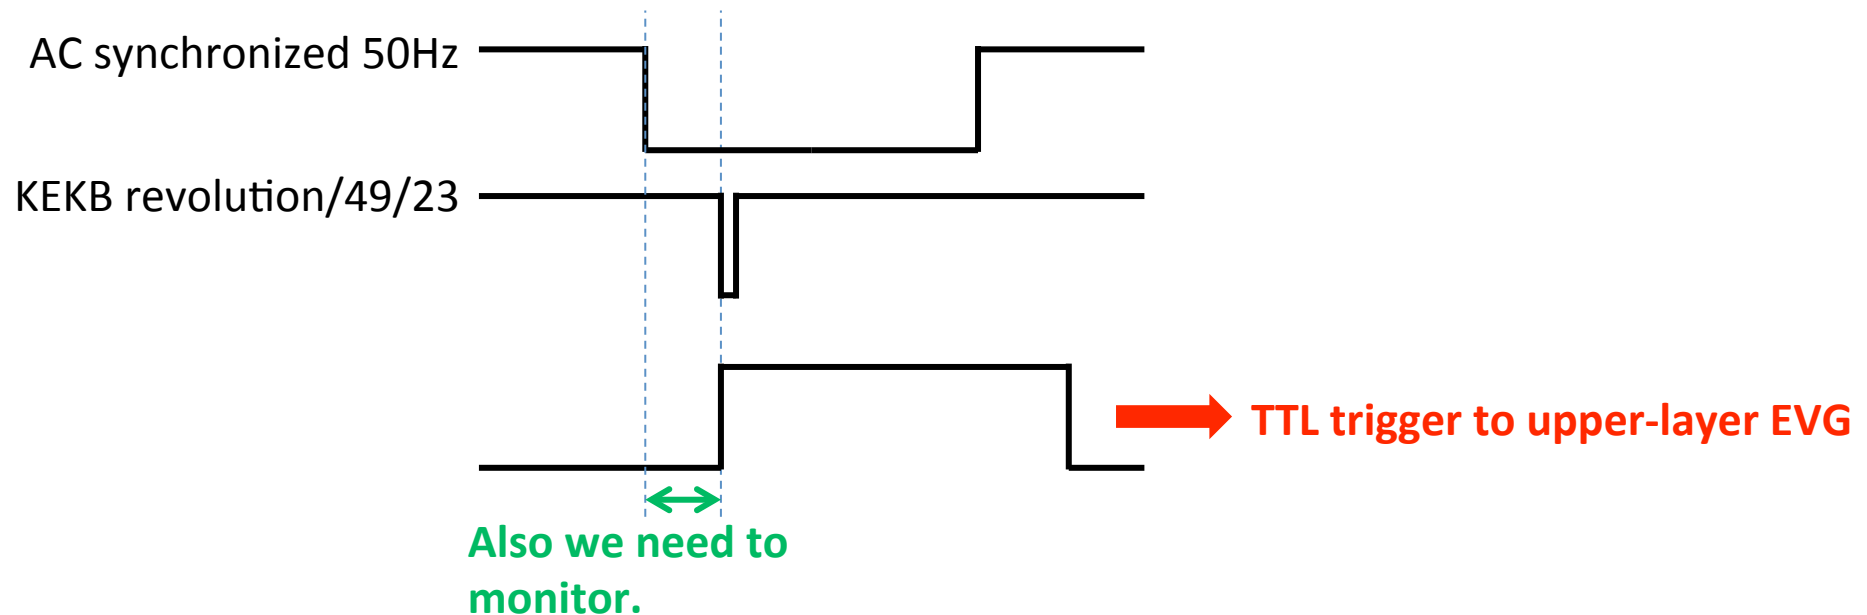 AC synchronized 50Hz
KEKB revolution/49/23
TTL trigger to upper-layer EVG
Also we need to
monitor.